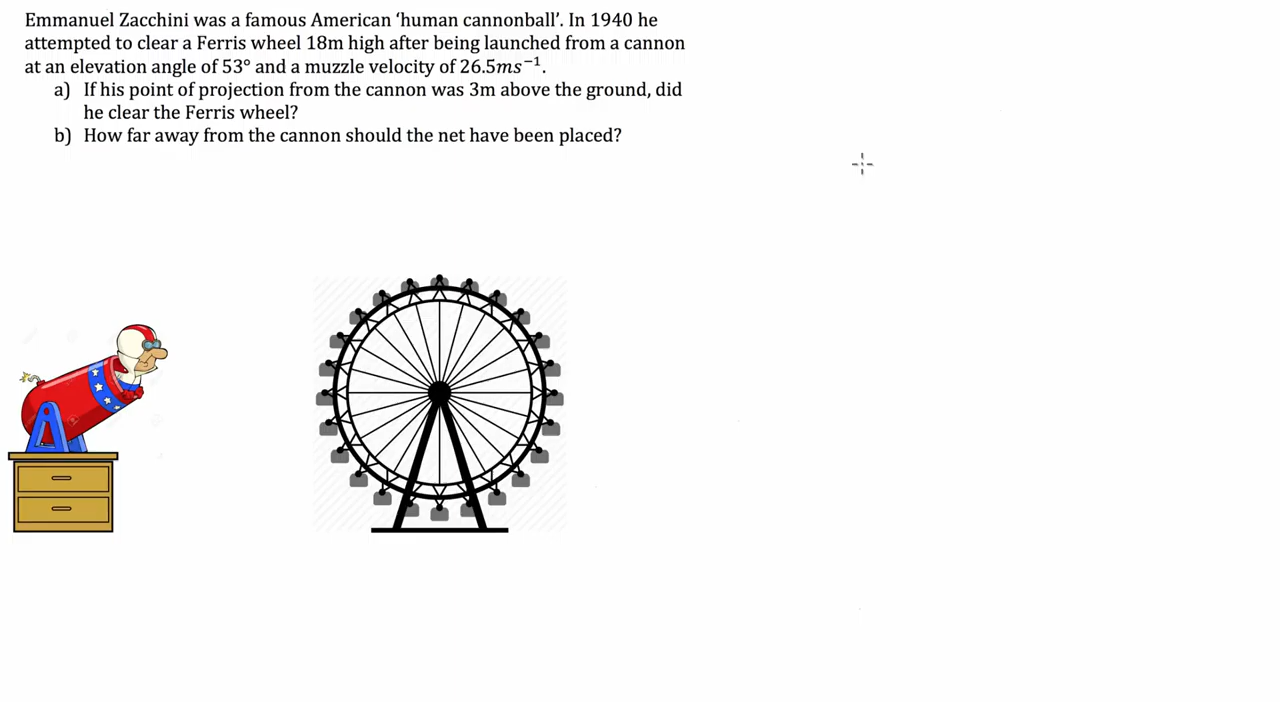 Emmanuel Zacchini was a famous American ‘human cannonball’. In 1940 he
attempted to clear a Ferris wheel 18m high after being launched from a cannon
at an elevation angle of 53° and a muzzle velocity of 26.5ms⁻¹.
a) If his point of projection from the cannon was 3m above the ground, did
he clear the Ferris wheel?
b) How far away from the cannon should the net have been placed?